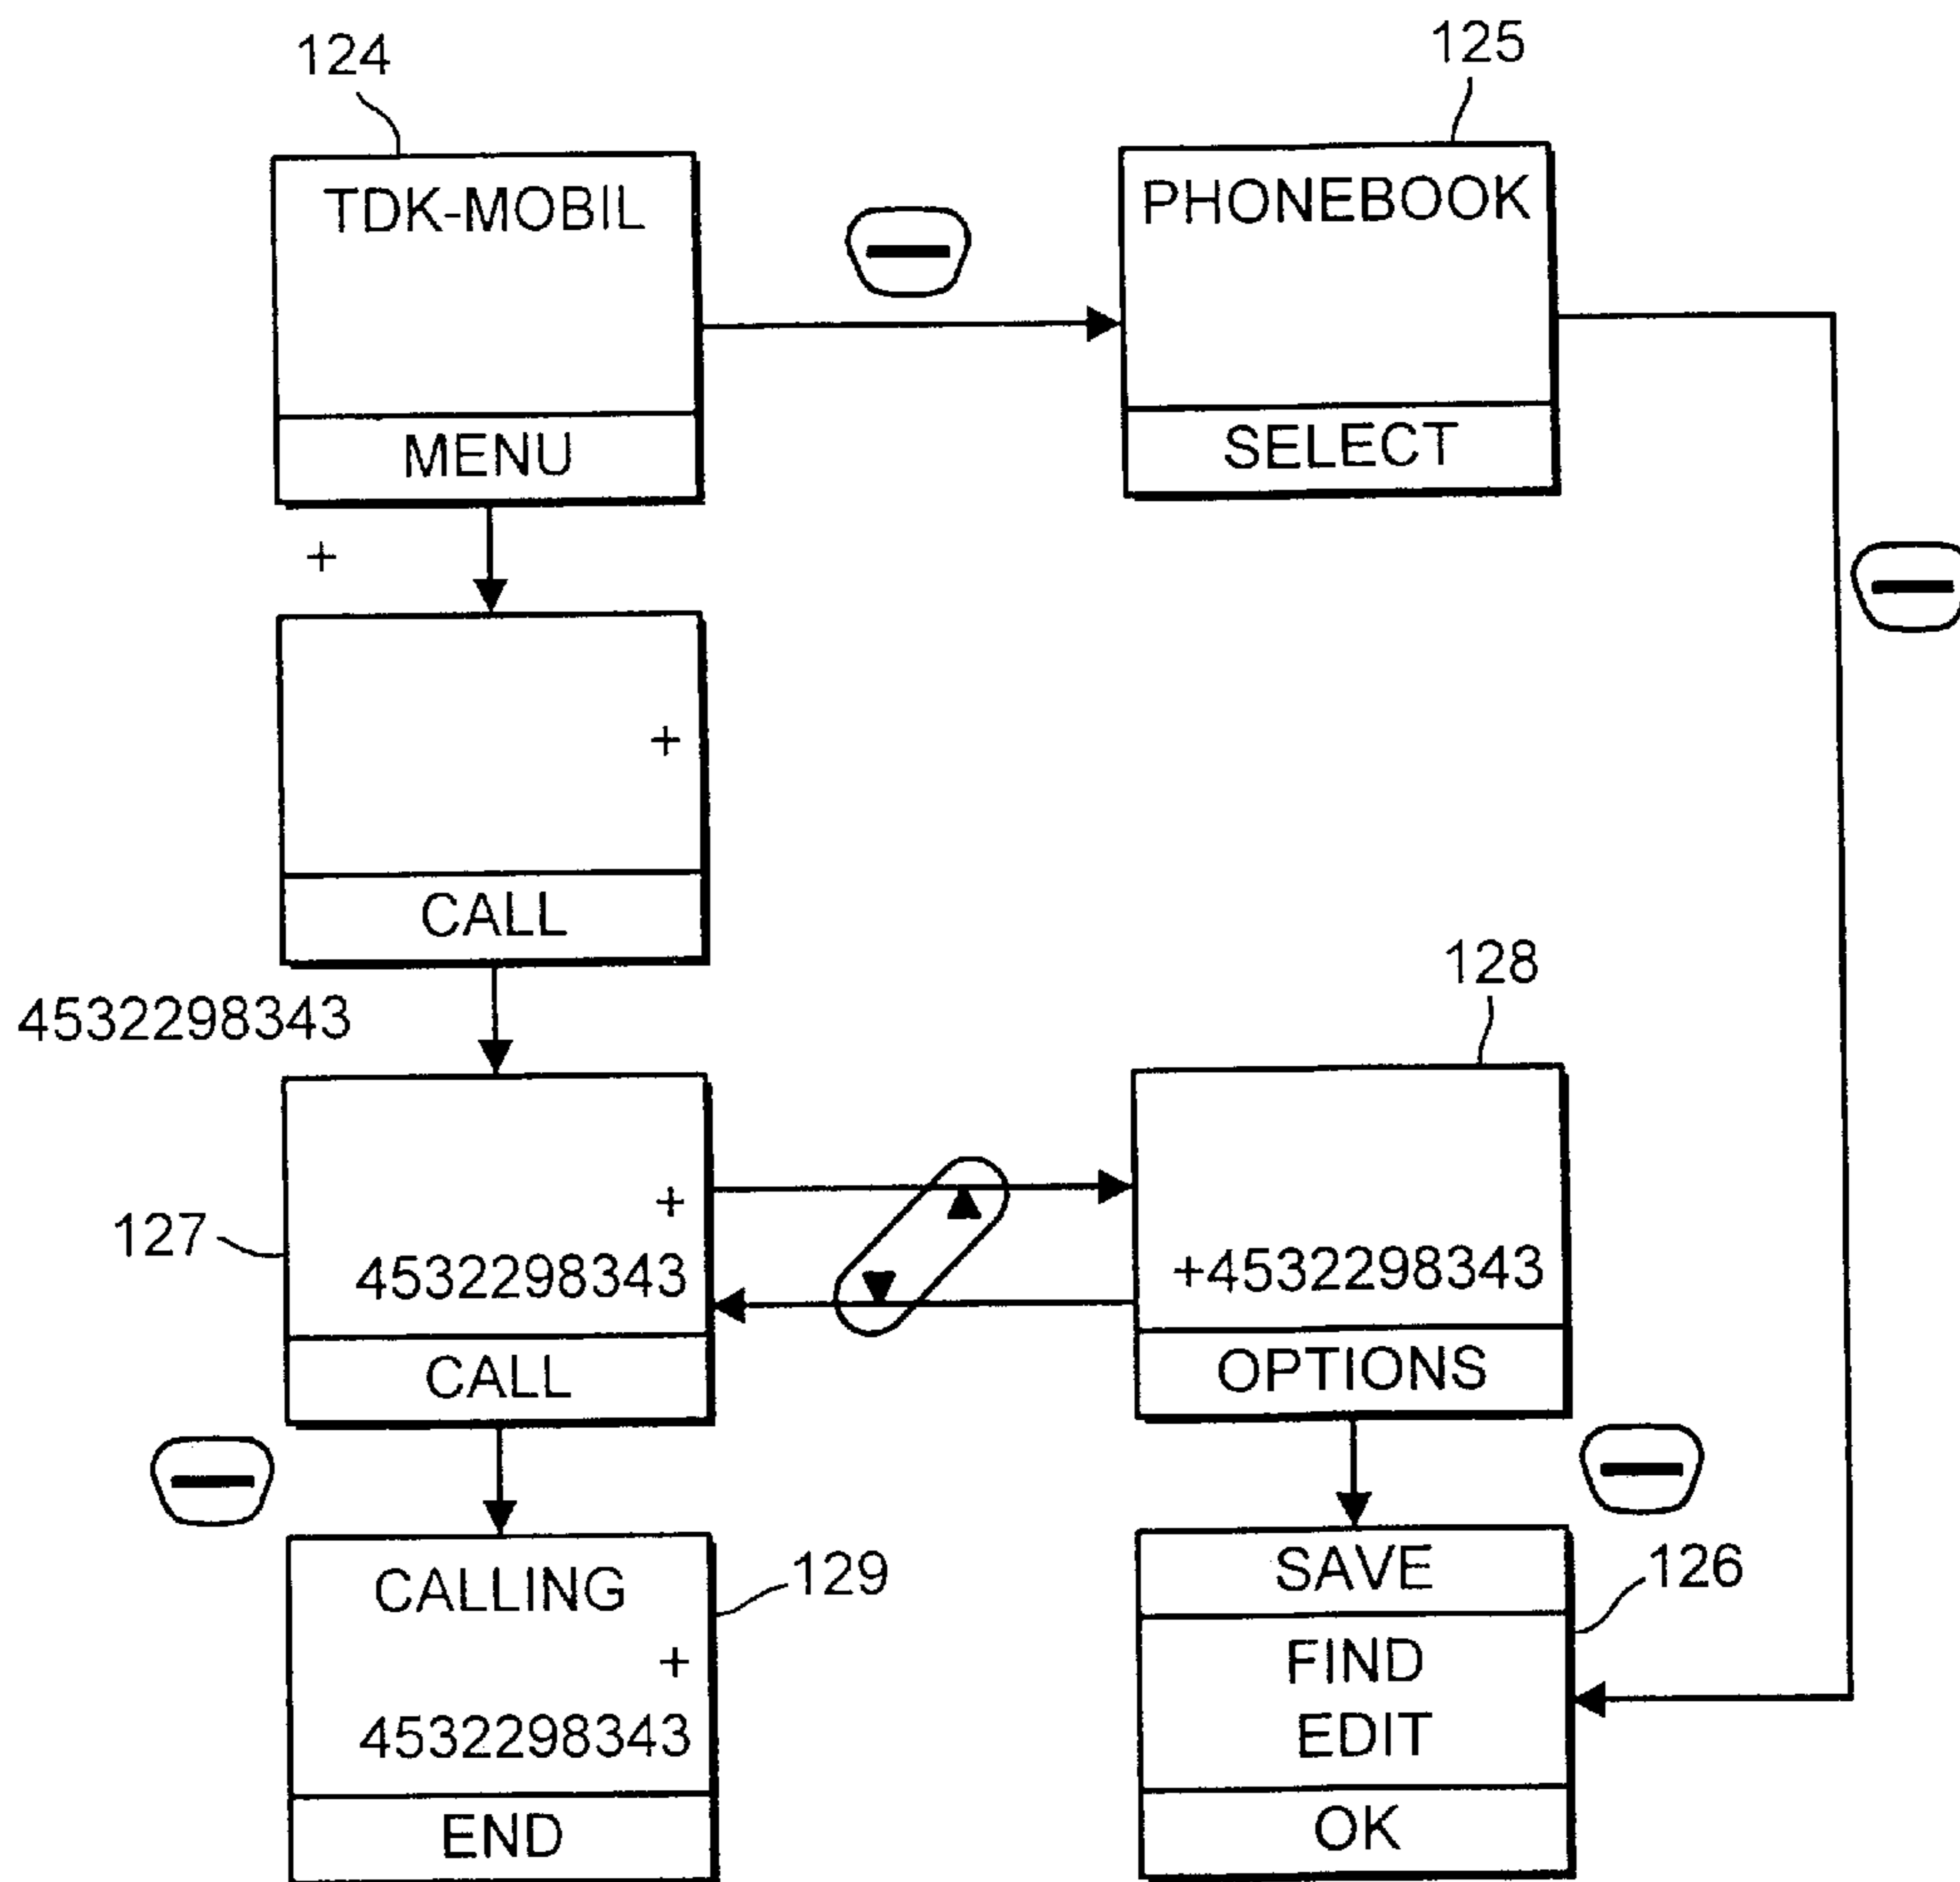 124
125
TDK-MOBIL
MENU
PHONEBOOK
SELECT
+
+
CALL
4532298343
127
+
4532298343
CALL
128
+4532298343
OPTIONS
CALLING
+
4532298343
END
129
SAVE
FIND
EDIT
OK
126